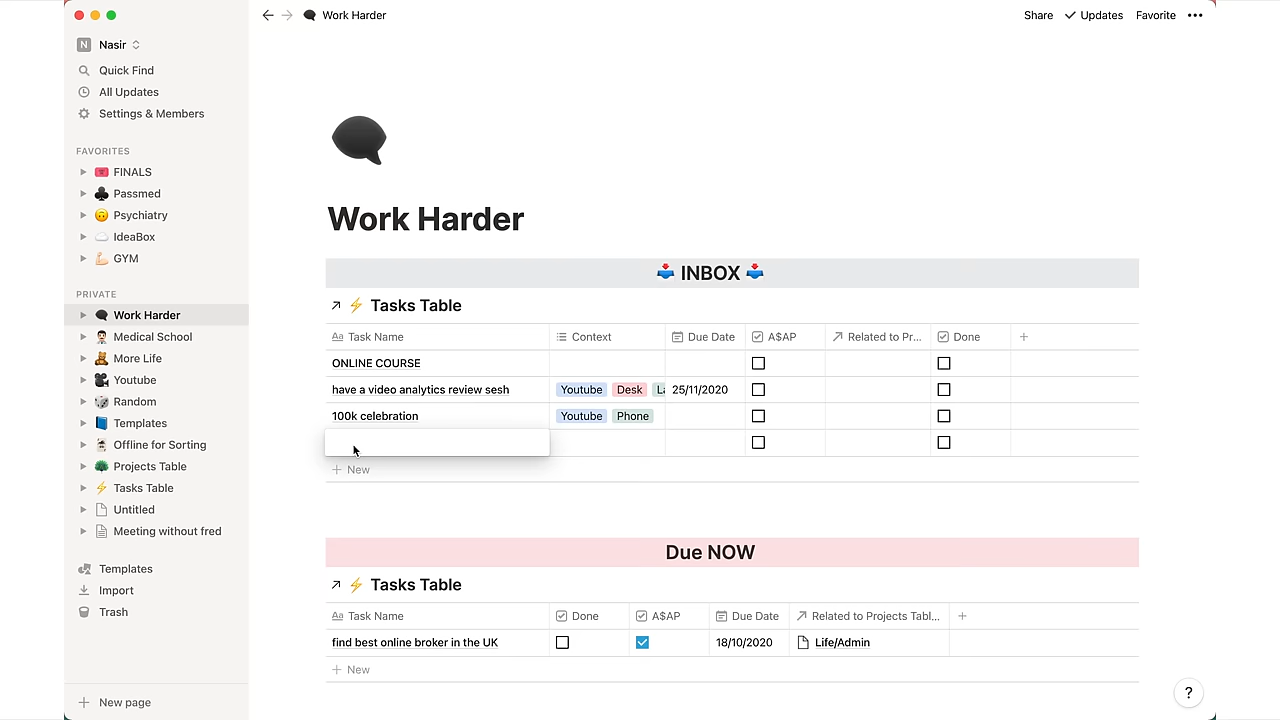 Work Harder
Share
Updates
Favorite
N Nasir
Quick Find
All Updates
Settings & Members
FAVORITES
FINALS
Passmed
Psychiatry
IdeaBox
GYM
PRIVATE
Work Harder
Medical School
More Life
Youtube
Random
Templates
Offline for Sorting
Projects Table
Tasks Table
Untitled
Meeting without fred
Templates
Import
Trash
New page
Work Harder
INBOX
Tasks Table
Aa Task Name Context Due Date A$AP Related to Pr... Done +
ONLINE COURSE
have a video analytics review sesh Youtube Desk 25/11/2020
100k celebration Youtube Phone
+ New
Due NOW
Tasks Table
Aa Task Name Done A$AP Due Date Related to Projects Tabl... +
find best online broker in the UK 18/10/2020 Life/Admin
+ New
?